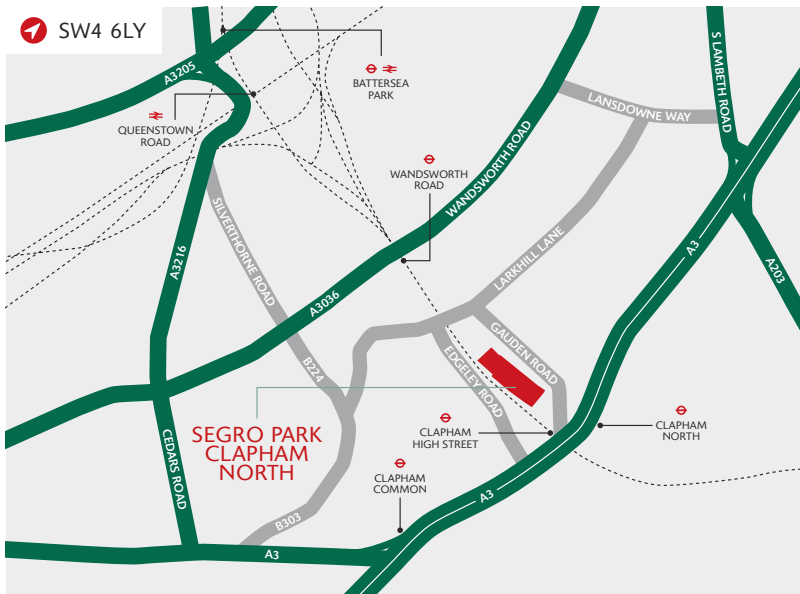 SW4 6LY
A3205
BATTERSEA
PARK
QUEENSTOWN
ROAD
S LAMBETH ROAD
LANSDOWNE WAY
WANDSWORTH
ROAD
WANDSWORTH ROAD
SILVERTHORNE ROAD
A3216
LARKHILL LANE
A3
A203
A3036
B224
GAUDEN ROAD
EDGELEY ROAD
SEGRO PARK
CLAPHAM
NORTH
CLAPHAM
HIGH STREET
CLAPHAM
NORTH
CEDARS ROAD
CLAPHAM
COMMON
A3
B303
A3